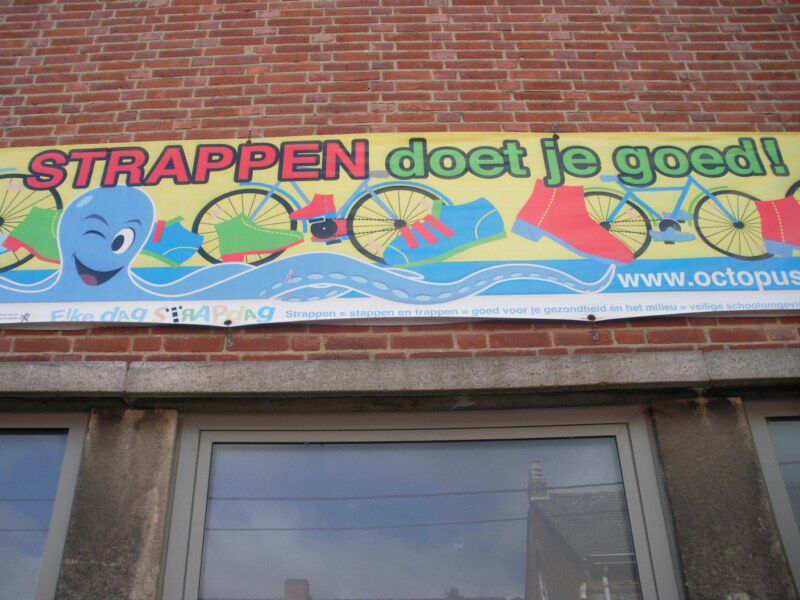 STRAPPEN doet je goed!
www.octopus
Elke dag STRAPdag
Strappen = stappen en trappen = goed voor je gezondheid én het milieu = veilige schoolomgevi